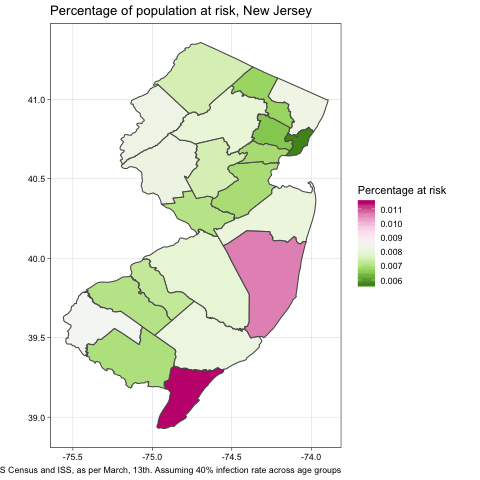 Percentage of population at risk, New Jersey
41.0
40.5
40.0
39.5
39.0
-75.5 -75.0 -74.5 -74.0
Percentage at risk
0.011
0.010
0.009
0.008
0.007
0.006
S Census and ISS, as per March, 13th. Assuming 40% infection rate across age groups